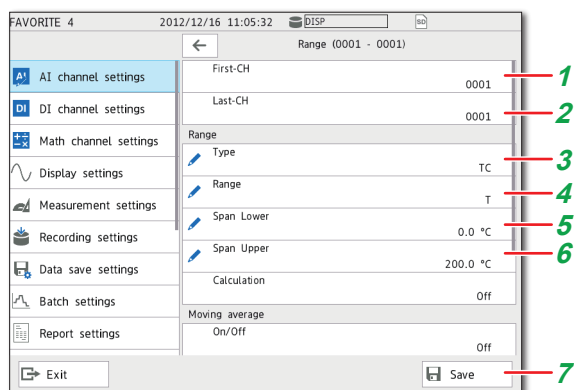 FAVORITE 4 2012/12/16 11:05:32 DISP SD
Range (0001 - 0001)
AI AI channel settings
DI DI channel settings
Math channel settings
Display settings
Measurement settings
Recording settings
Data save settings
Batch settings
Report settings
First-CH
0001
1
Last-CH
0001
2
Range
Type
TC
3
Range
T
4
Span Lower
0.0 °C
5
Span Upper
200.0 °C
6
Calculation
Off
Moving average
On/Off
Off
Exit
Save
7